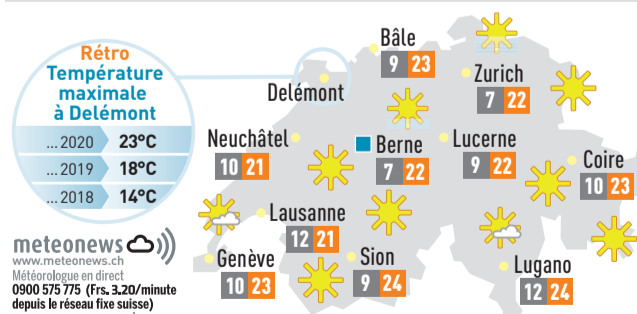 Rétro
Température
maximale
à Delémont
...2020 23°C
...2019 18°C
...2018 14°C
meteonews
www.meteonews.ch
Météorologue en direct
0900 575 775 (Frs. 3.20/minute
depuis le réseau fixe suisse)
Bâle
9 23
Delémont
Zurich
7 22
Neuchâtel
10 21
Berne
7 22
Lucerne
9 22
Coire
10 23
Lausanne
12 21
Genève
10 23
Sion
9 24
Lugano
12 24